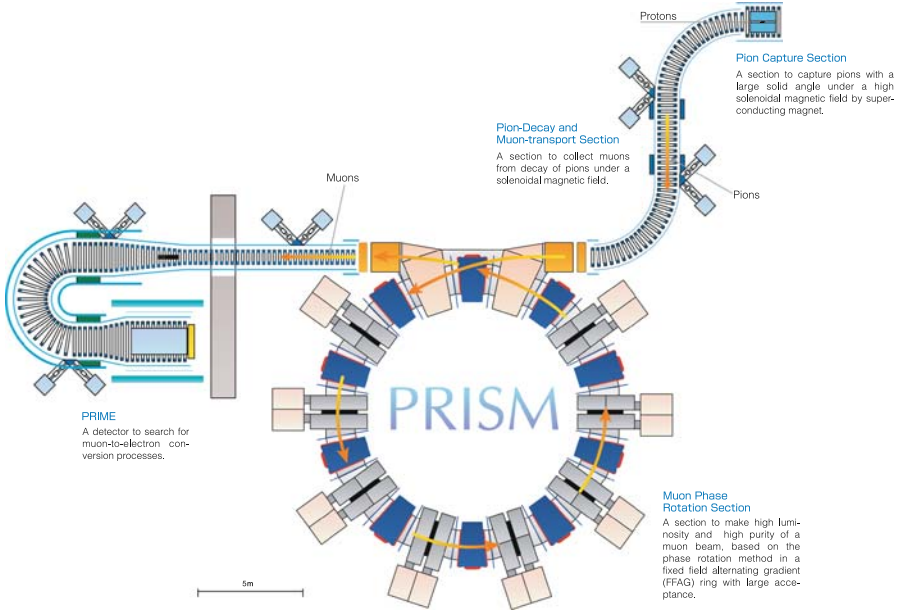 Protons
Pion Capture Section
A section to capture pions with a
large solid angle under a high
solenoidal magnetic field by super-
conducting magnet.
Pion-Decay and
Muon-transport Section
A section to collect muons
from decay of pions under a
solenoidal magnetic field.
Pions
Muons
PRISM
PRIME
A detector to search for
muon-to-electron con-
version processes.
Muon Phase
Rotation Section
A section to make high lumi-
nosity and high purity of a
muon beam, based on the
phase rotation method in a
fixed field alternating gradient
(FFAG) ring with large acce-
ptance.
5m